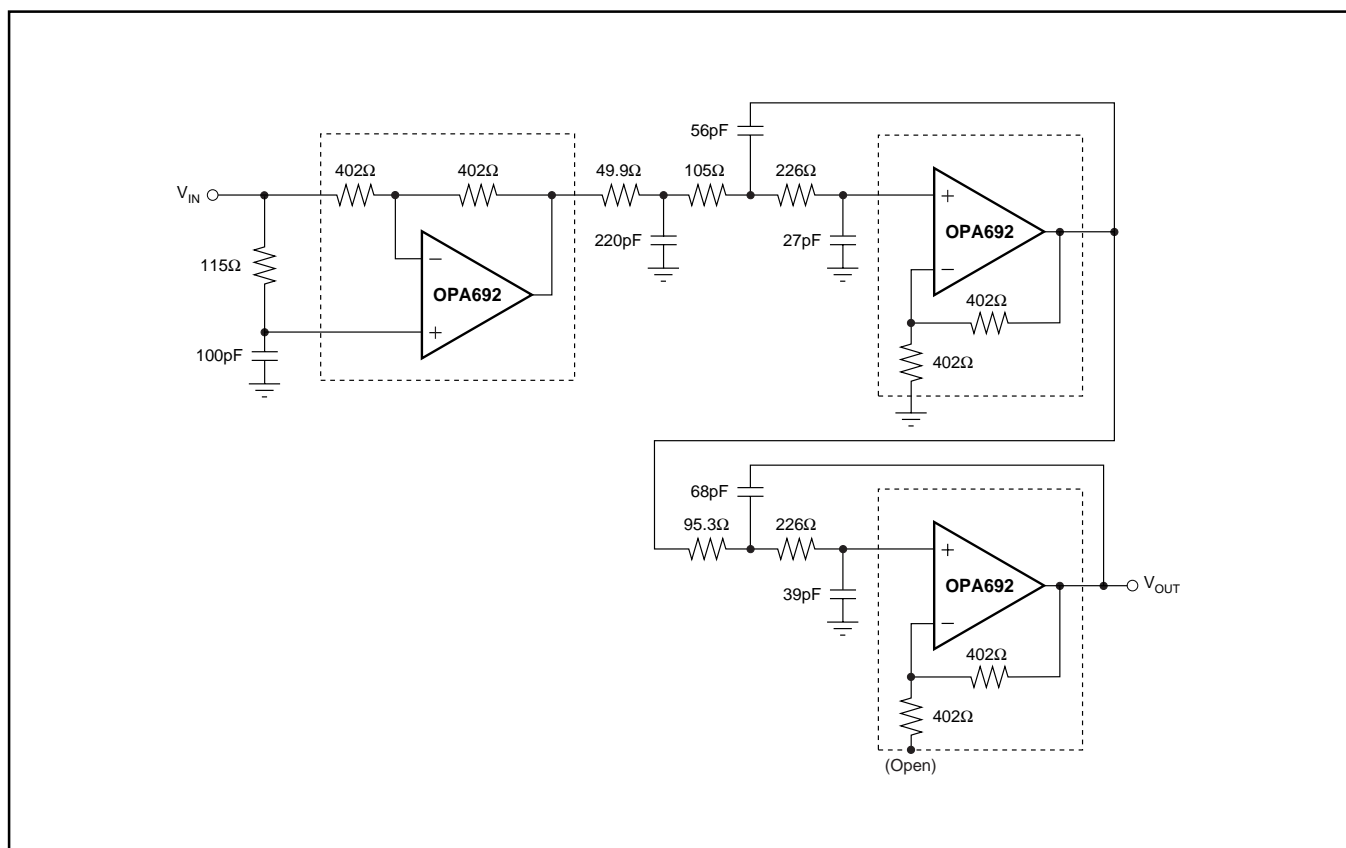 56pF
402Ω
402Ω
49.9Ω
105Ω
226Ω
V_IN
+
OPA692
220pF
27pF
115Ω
−
−
OPA692
402Ω
+
100pF
402Ω
68pF
95.3Ω
226Ω
+
OPA692
V_OUT
39pF
−
402Ω
402Ω
(Open)